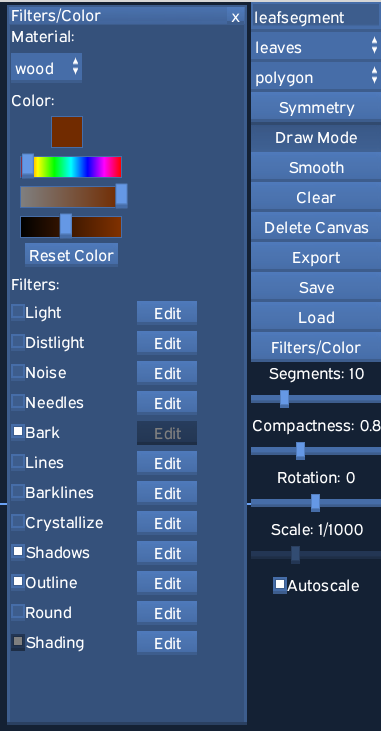 Filters/Color x
Material:
wood
Color:
Reset Color
Filters:
Light Edit
Distlight Edit
Noise Edit
Needles Edit
Bark Edit
Lines Edit
Barklines Edit
Crystallize Edit
Shadows Edit
Outline Edit
Round Edit
Shading Edit
leafsegment
leaves
polygon
Symmetry
Draw Mode
Smooth
Clear
Delete Canvas
Export
Save
Load
Filters/Color
Segments: 10
Compactness: 0.8
Rotation: 0
Scale: 1/1000
Autoscale